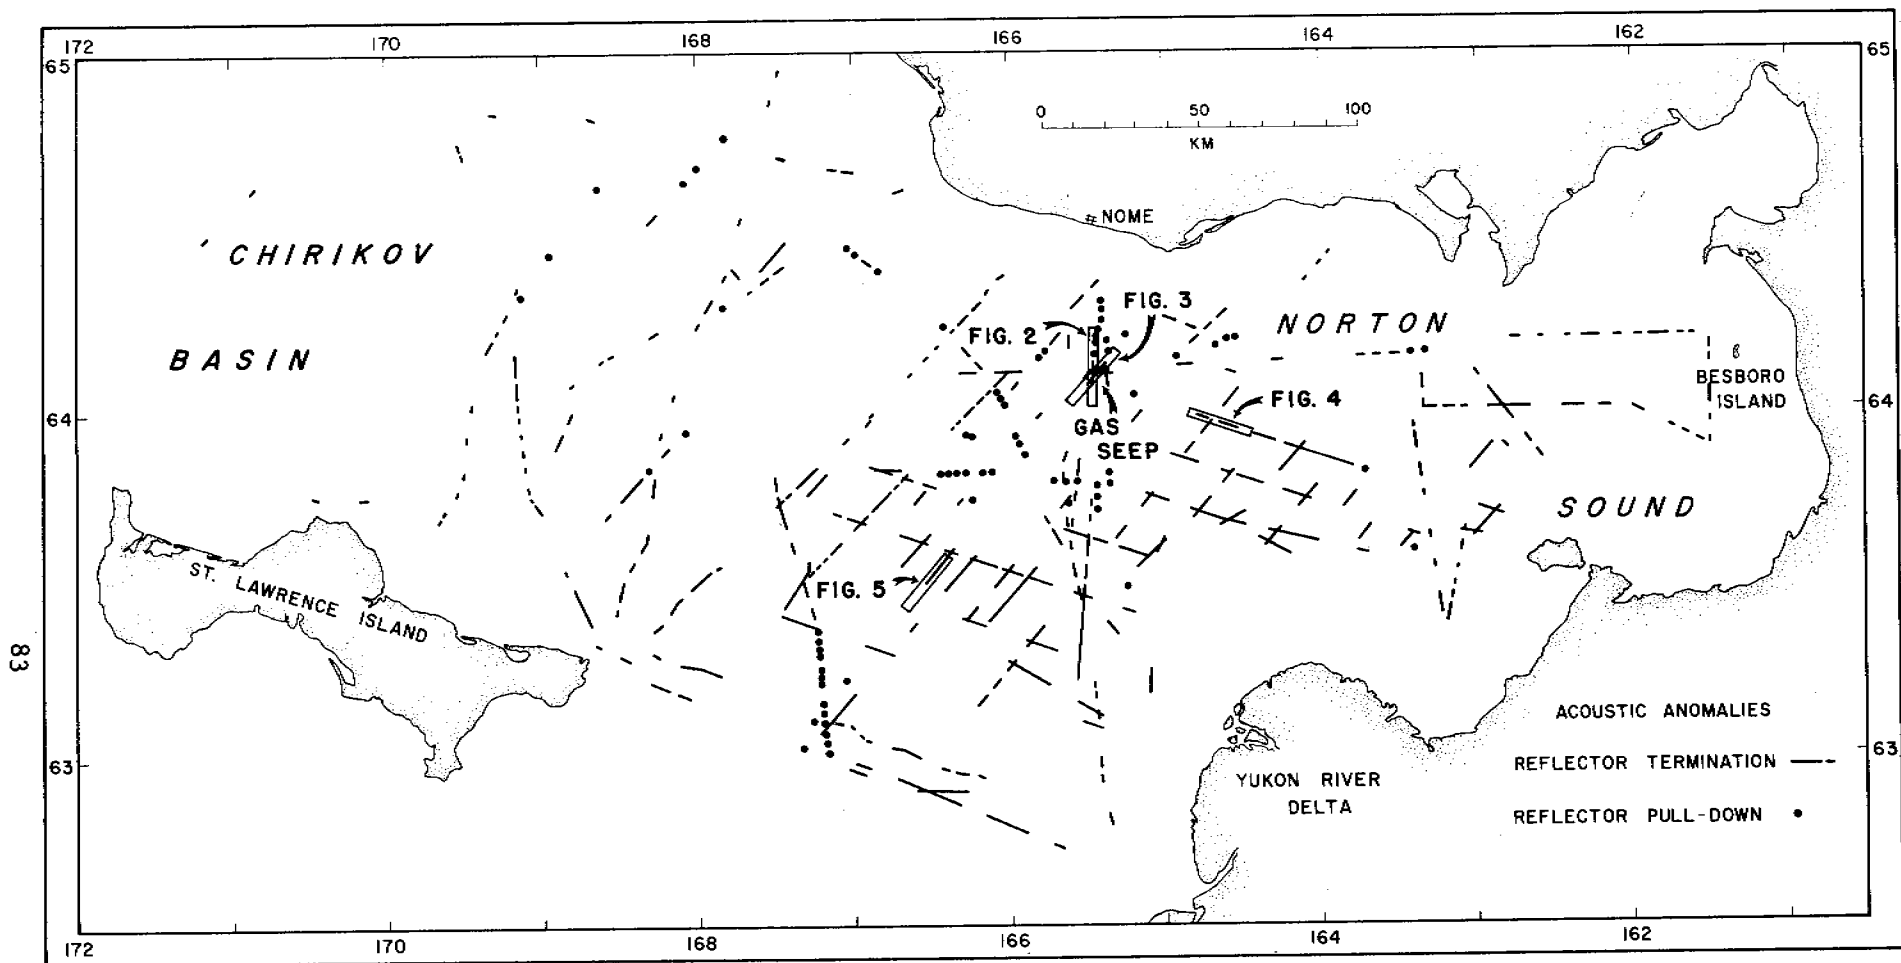 172 170 168 166 164 162
65 65
0 50 100
KM
# NOME
CHIRIKOV
BASIN
FIG. 3
FIG. 2
NORTON
BESBORO
ISLAND
FIG. 4
64 64
GAS
SEEP
SOUND
ST. LAWRENCE ISLAND
FIG. 5
83
ACOUSTIC ANOMALIES
63 63
REFLECTOR TERMINATION
YUKON RIVER
DELTA
REFLECTOR PULL-DOWN
172 170 168 166 164 162